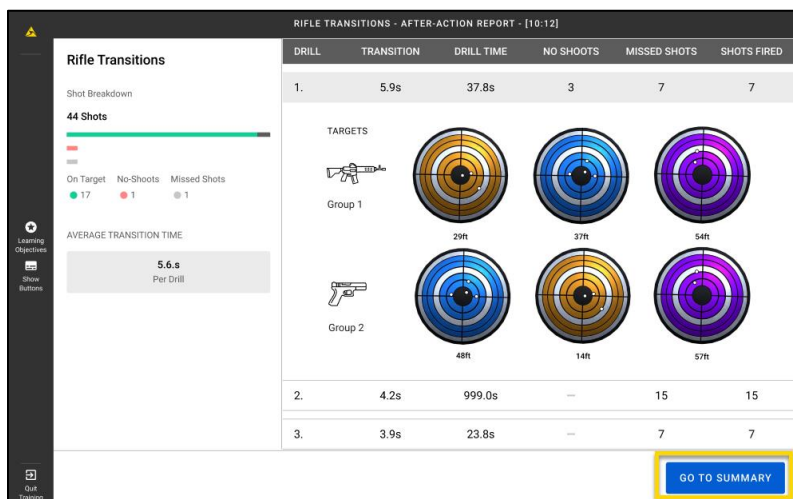 RIFLE TRANSITIONS - AFTER-ACTION REPORT - [10:12]
Rifle Transitions
Shot Breakdown
44 Shots
On Target No-Shoots Missed Shots
17 1 1
AVERAGE TRANSITION TIME
5.6.s
Per Drill
Learning
Objectives
Show
Buttons
Quit
Training
DRILL TRANSITION DRILL TIME NO SHOOTS MISSED SHOTS SHOTS FIRED
1. 5.9s 37.8s 3 7 7
TARGETS
Group 1
29ft 37ft 54ft
Group 2
48ft 14ft 57ft
2. 4.2s 999.0s — 15 15
3. 3.9s 23.8s — 7 7
GO TO SUMMARY